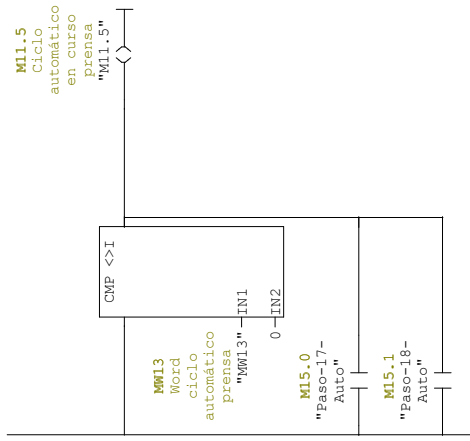 M11.5
Ciclo
automático
en curso
prensa
"M11.5"
CMP <>I
MW13
Word
ciclo
automático
prensa
"MW13"
IN1
0
IN2
M15.0
"Paso-17-
Auto"
M15.1
"Paso-18-
Auto"